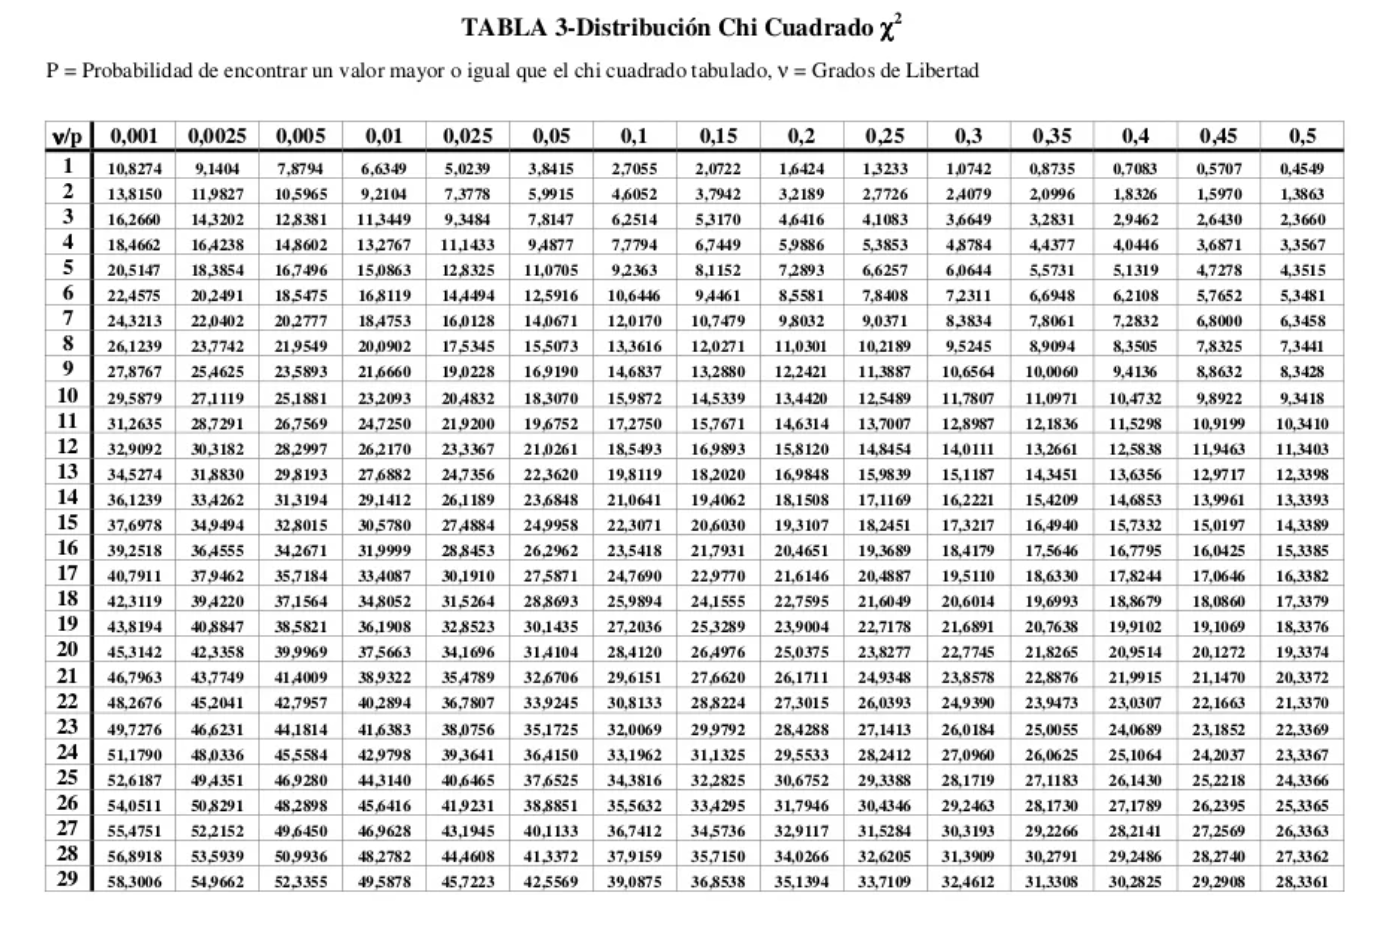 TABLA 3-Distribución Chi Cuadrado χ²
P = Probabilidad de encontrar un valor mayor o igual que el chi cuadrado tabulado, ν = Grados de Libertad
ν/p 0,001 0,0025 0,005 0,01 0,025 0,05 0,1 0,15 0,2 0,25 0,3 0,35 0,4 0,45 0,5
1 10,8274 9,1404 7,8794 6,6349 5,0239 3,8415 2,7055 2,0722 1,6424 1,3233 1,0742 0,8735 0,7083 0,5707 0,4549
2 13,8150 11,9827 10,5965 9,2104 7,3778 5,9915 4,6052 3,7942 3,2189 2,7726 2,4079 2,0996 1,8326 1,5970 1,3863
3 16,2660 14,3202 12,8381 11,3449 9,3484 7,8147 6,2514 5,3170 4,6416 4,1083 3,6649 3,2831 2,9462 2,6430 2,3660
4 18,4662 16,4238 14,8602 13,2767 11,1433 9,4877 7,7794 6,7449 5,9886 5,3853 4,8784 4,4377 4,0446 3,6871 3,3567
5 20,5147 18,3854 16,7496 15,0863 12,8325 11,0705 9,2363 8,1152 7,2893 6,6257 6,0644 5,5731 5,1319 4,7278 4,3515
6 22,4575 20,2491 18,5475 16,8119 14,4494 12,5916 10,6446 9,4461 8,5581 7,8408 7,2311 6,6948 6,2108 5,7652 5,3481
7 24,3213 22,0402 20,2777 18,4753 16,0128 14,0671 12,0170 10,7479 9,8032 9,0371 8,3834 7,8061 7,2832 6,8000 6,3458
8 26,1239 23,7742 21,9549 20,0902 17,5345 15,5073 13,3616 12,0271 11,0301 10,2189 9,5245 8,9094 8,3505 7,8325 7,3441
9 27,8767 25,4625 23,5893 21,6660 19,0228 16,9190 14,6837 13,2880 12,2421 11,3887 10,6564 10,0060 9,4136 8,8632 8,3428
10 29,5879 27,1119 25,1881 23,2093 20,4832 18,3070 15,9872 14,5339 13,4420 12,5489 11,7807 11,0971 10,4732 9,8922 9,3418
11 31,2635 28,7291 26,7569 24,7250 21,9200 19,6752 17,2750 15,7671 14,6314 13,7007 12,8987 12,1836 11,5298 10,9199 10,3410
12 32,9092 30,3182 28,2997 26,2170 23,3367 21,0261 18,5493 16,9893 15,8120 14,8454 14,0111 13,2661 12,5838 11,9463 11,3403
13 34,5274 31,8830 29,8193 27,6882 24,7356 22,3620 19,8119 18,2020 16,9848 15,9839 15,1187 14,3451 13,6356 12,9717 12,3398
14 36,1239 33,4262 31,3194 29,1412 26,1189 23,6848 21,0641 19,4062 18,1508 17,1169 16,2221 15,4209 14,6853 13,9961 13,3393
15 37,6978 34,9494 32,8015 30,5780 27,4884 24,9958 22,3071 20,6030 19,3107 18,2451 17,3217 16,4940 15,7332 15,0197 14,3389
16 39,2518 36,4555 34,2671 31,9999 28,8453 26,2962 23,5418 21,7931 20,4651 19,3689 18,4179 17,5646 16,7795 16,0425 15,3385
17 40,7911 37,9462 35,7184 33,4087 30,1910 27,5871 24,7690 22,9770 21,6146 20,4887 19,5110 18,6330 17,8244 17,0646 16,3382
18 42,3119 39,4220 37,1564 34,8052 31,5264 28,8693 25,9894 24,1555 22,7595 21,6049 20,6014 19,6993 18,8679 18,0860 17,3379
19 43,8194 40,8847 38,5821 36,1908 32,8523 30,1435 27,2036 25,3289 23,9004 22,7178 21,6891 20,7638 19,9102 19,1069 18,3376
20 45,3142 42,3358 39,9969 37,5663 34,1696 31,4104 28,4120 26,4976 25,0375 23,8277 22,7745 21,8265 20,9514 20,1272 19,3374
21 46,7963 43,7749 41,4009 38,9322 35,4789 32,6706 29,6151 27,6620 26,1711 24,9348 23,8578 22,8876 21,9915 21,1470 20,3372
22 48,2676 45,2041 42,7957 40,2894 36,7807 33,9245 30,8133 28,8224 27,3015 26,0393 24,9390 23,9473 23,0307 22,1663 21,3370
23 49,7276 46,6231 44,1814 41,6383 38,0756 35,1725 32,0069 29,9792 28,4288 27,1413 26,0184 25,0055 24,0689 23,1852 22,3369
24 51,1790 48,0336 45,5584 42,9798 39,3641 36,4150 33,1962 31,1325 29,5533 28,2412 27,0960 26,0625 25,1064 24,2037 23,3367
25 52,6187 49,4351 46,9280 44,3140 40,6465 37,6525 34,3816 32,2825 30,6752 29,3388 28,1719 27,1183 26,1430 25,2218 24,3366
26 54,0511 50,8291 48,2898 45,6416 41,9231 38,8851 35,5632 33,4295 31,7946 30,4346 29,2463 28,1730 27,1789 26,2395 25,3365
27 55,4751 52,2152 49,6450 46,9628 43,1945 40,1133 36,7412 34,5736 32,9117 31,5284 30,3193 29,2266 28,2141 27,2569 26,3363
28 56,8918 53,5939 50,9936 48,2782 44,4608 41,3372 37,9159 35,7150 34,0266 32,6205 31,3909 30,2791 29,2486 28,2740 27,3362
29 58,3006 54,9662 52,3355 49,5878 45,7223 42,5569 39,0875 36,8538 35,1394 33,7109 32,4612 31,3308 30,2825 29,2908 28,3361